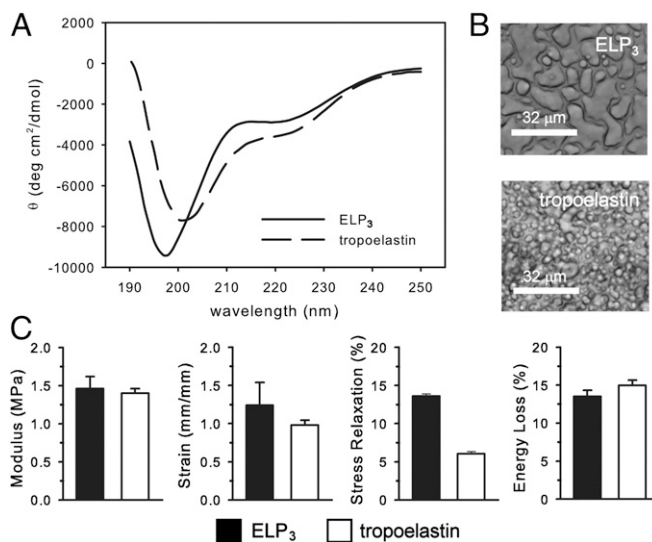 A
θ (deg cm²/dmol)
0
-2000
-4000
-6000
-8000
-10000
190 200 210 220 230 240 250
wavelength (nm)
ELP₃
tropoelastin
B
ELP₃
32 μm
tropoelastin
32 μm
C
Modulus (MPa)
2.0
1.5
1.0
0.5
0.0
Strain (mm/mm)
2.0
1.5
1.0
0.5
0.0
Stress Relaxation (%)
20
15
10
5
0
Energy Loss (%)
20
15
10
5
0
ELP₃ tropoelastin